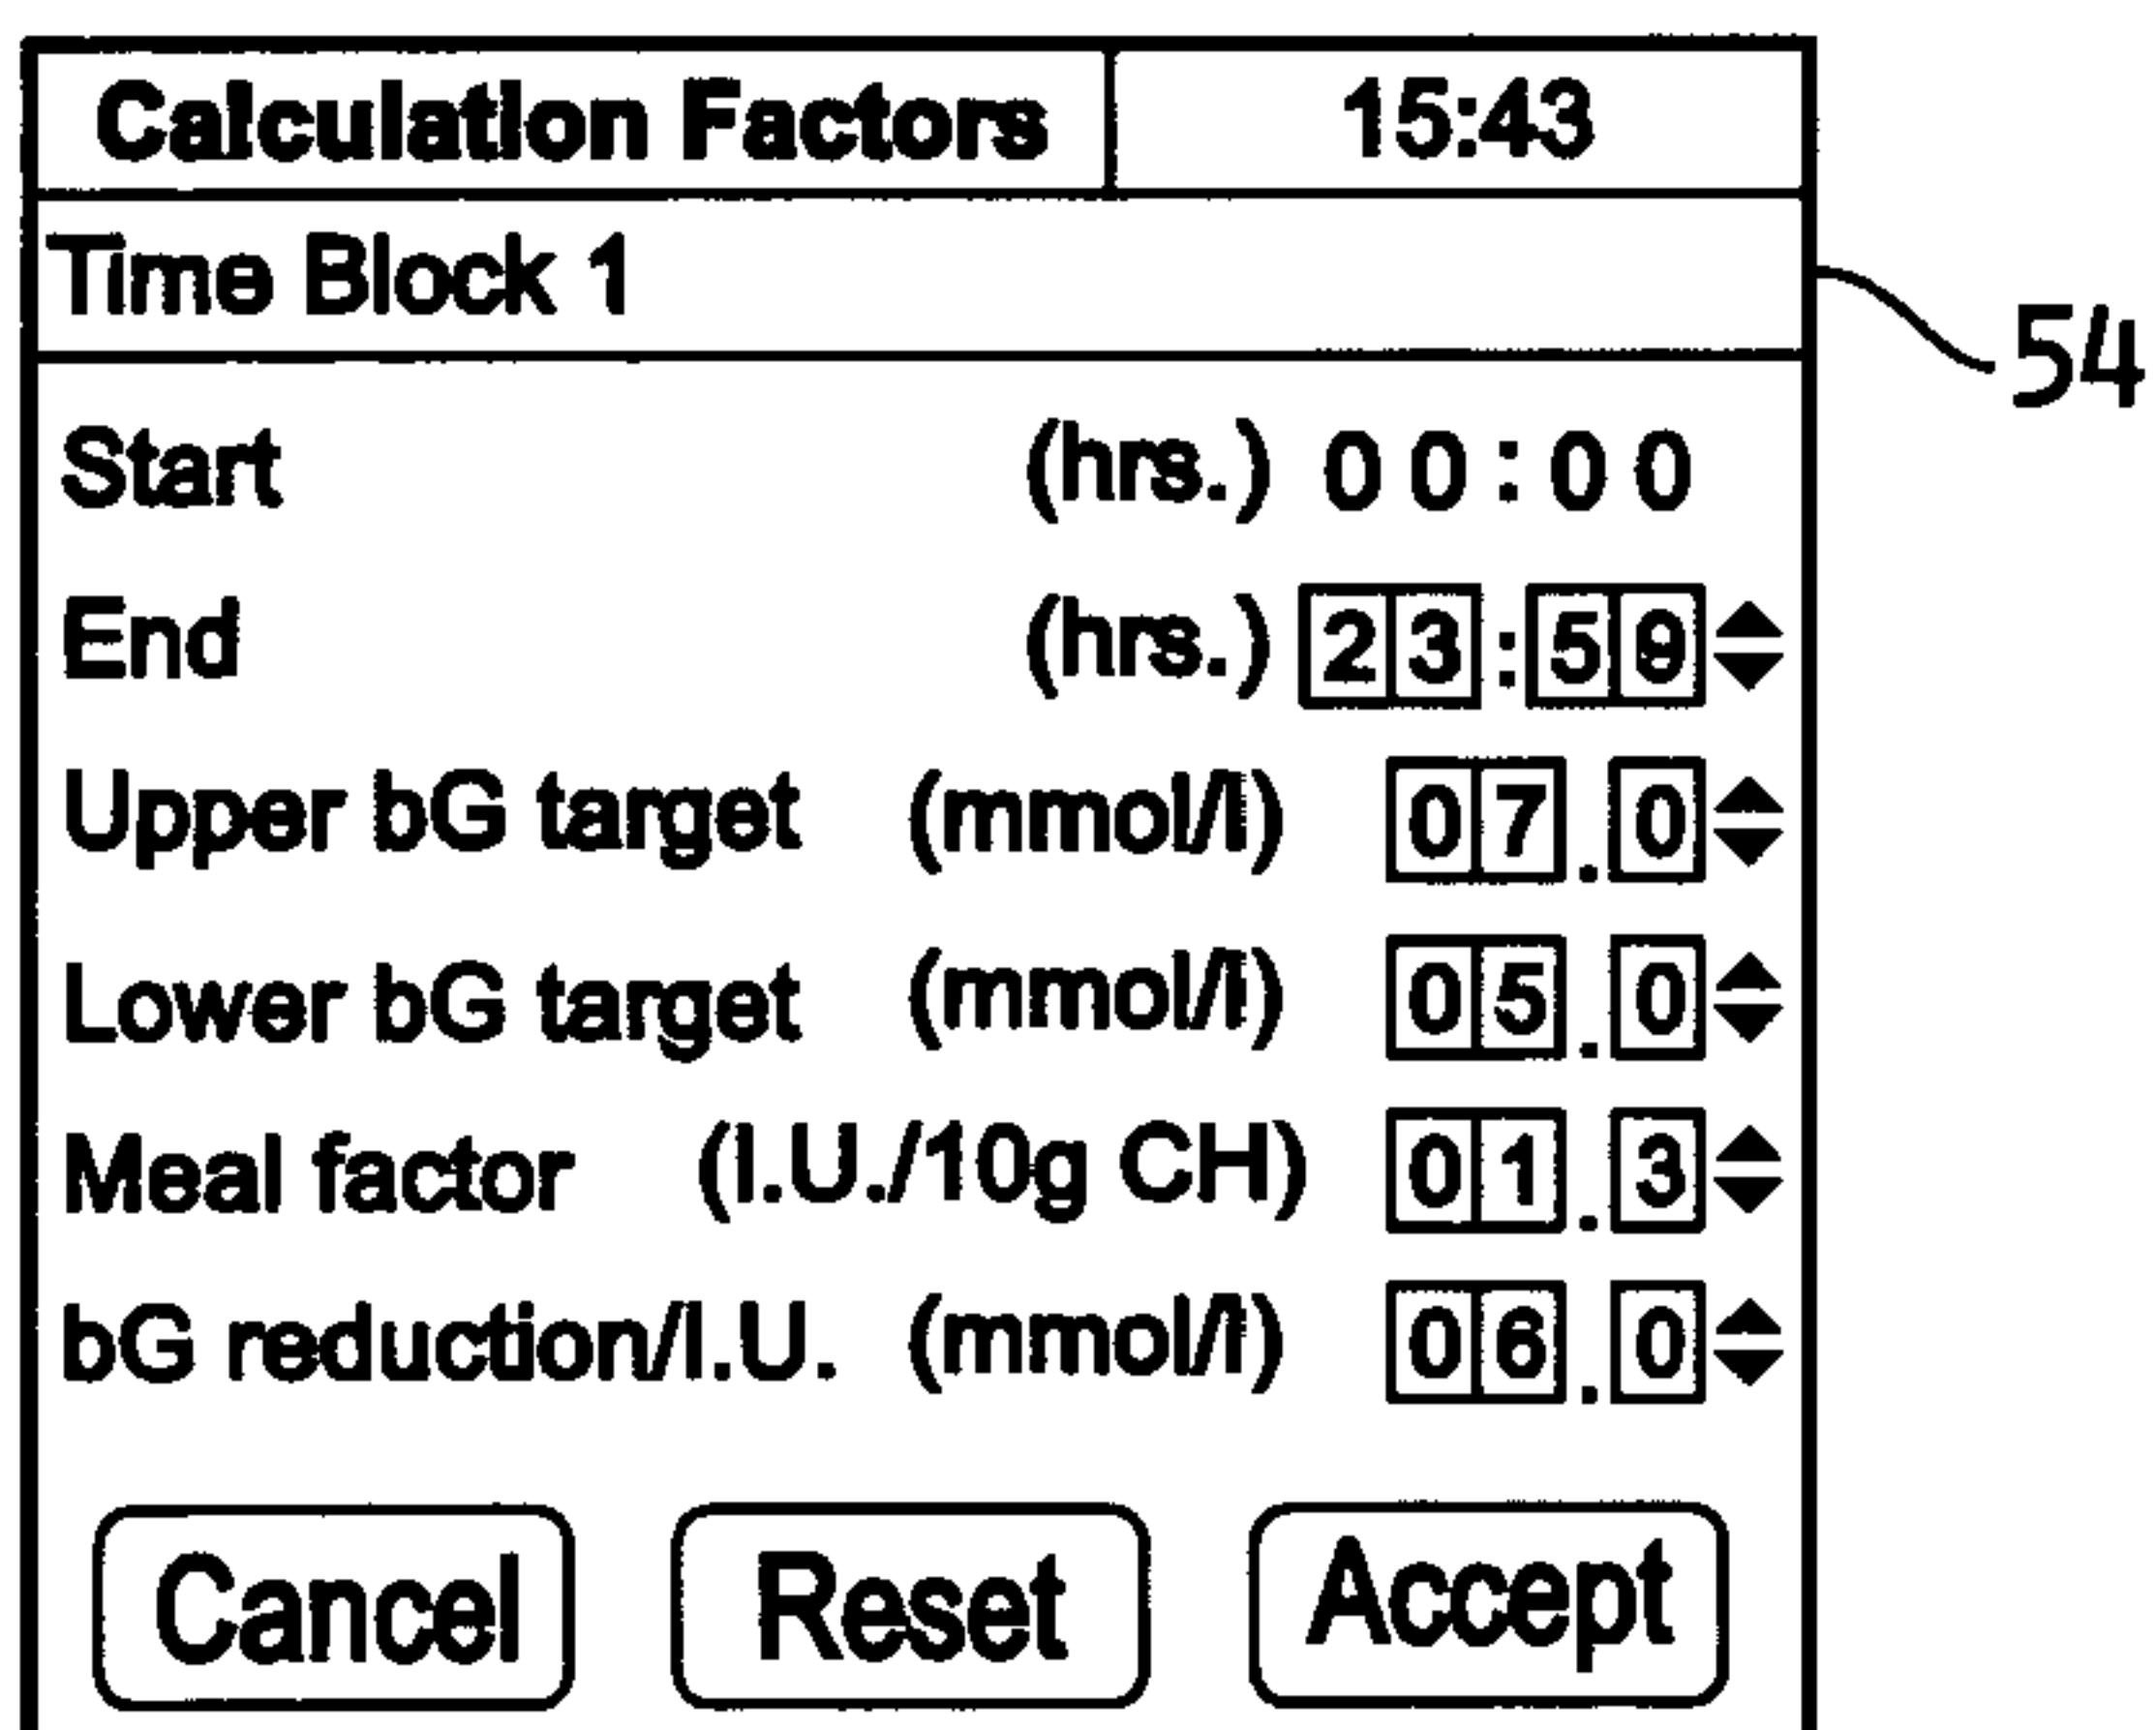 Calculation Factors 15:43
Time Block 1
54
Start (hrs.) 00:00
End (hrs.) 23:59
Upper bG target (mmol/l) 07.0
Lower bG target (mmol/l) 05.0
Meal factor (I.U./10g CH) 01.3
bG reduction/I.U. (mmol/l) 06.0
Cancel Reset Accept